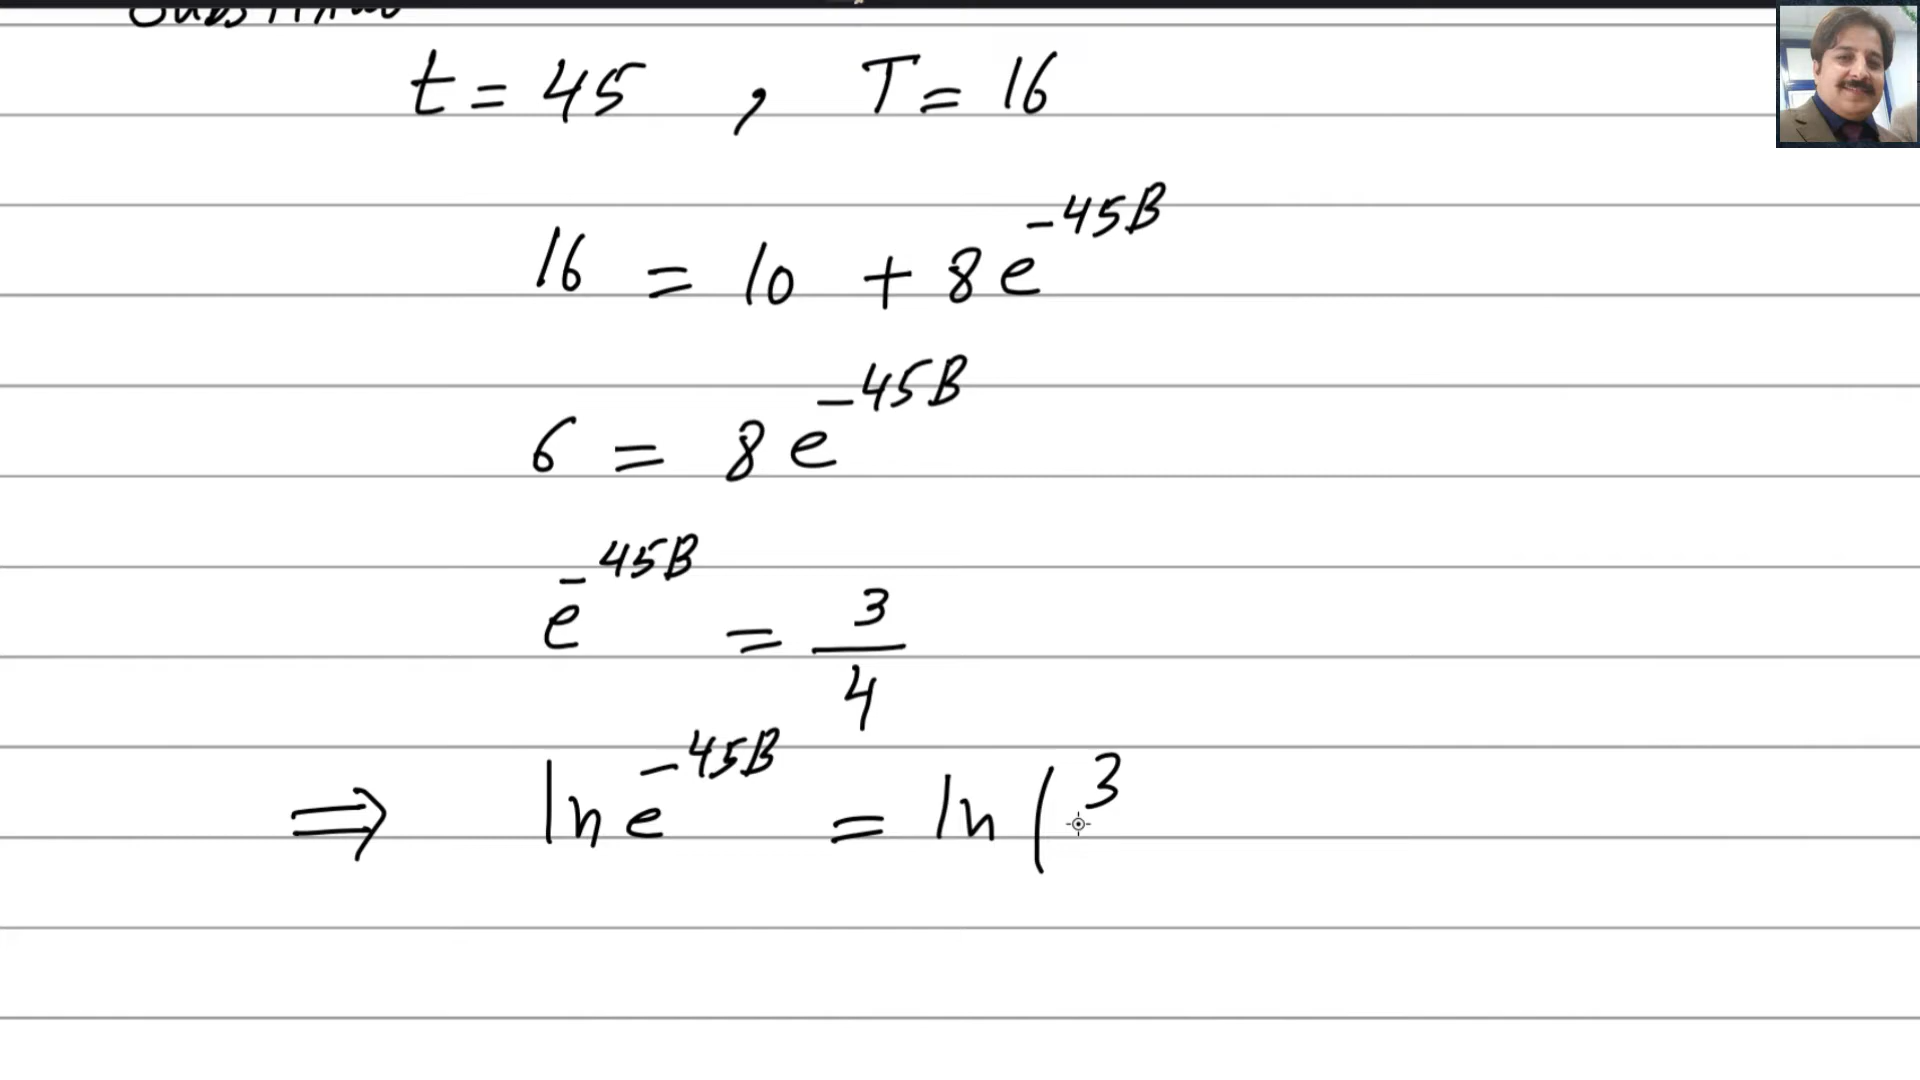 t = 45 , T = 16
16 = 10 + 8e^{-45B}
6 = 8e^{-45B}
e^{-45B} = 3/4
⇒ ln e^{-45B} = ln ( 3